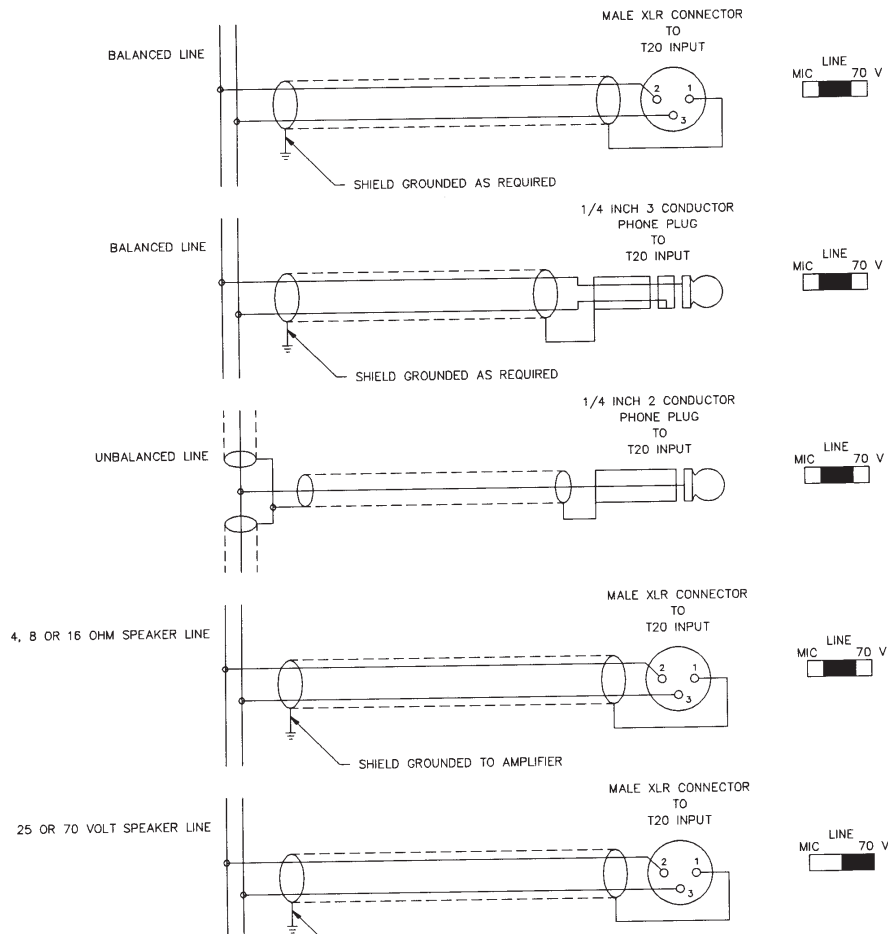 MALE XLR CONNECTOR
TO
T20 INPUT
BALANCED LINE
LINE
MIC 70 V
2 1
3
SHIELD GROUNDED AS REQUIRED
1/4 INCH 3 CONDUCTOR
PHONE PLUG
TO
T20 INPUT
BALANCED LINE
LINE
MIC 70 V
SHIELD GROUNDED AS REQUIRED
1/4 INCH 2 CONDUCTOR
PHONE PLUG
TO
T20 INPUT
UNBALANCED LINE
LINE
MIC 70 V
MALE XLR CONNECTOR
TO
T20 INPUT
4, 8 OR 16 OHM SPEAKER LINE
LINE
MIC 70 V
2 1
3
SHIELD GROUNDED TO AMPLIFIER
MALE XLR CONNECTOR
TO
T20 INPUT
25 OR 70 VOLT SPEAKER LINE
LINE
MIC 70 V
2 1
3